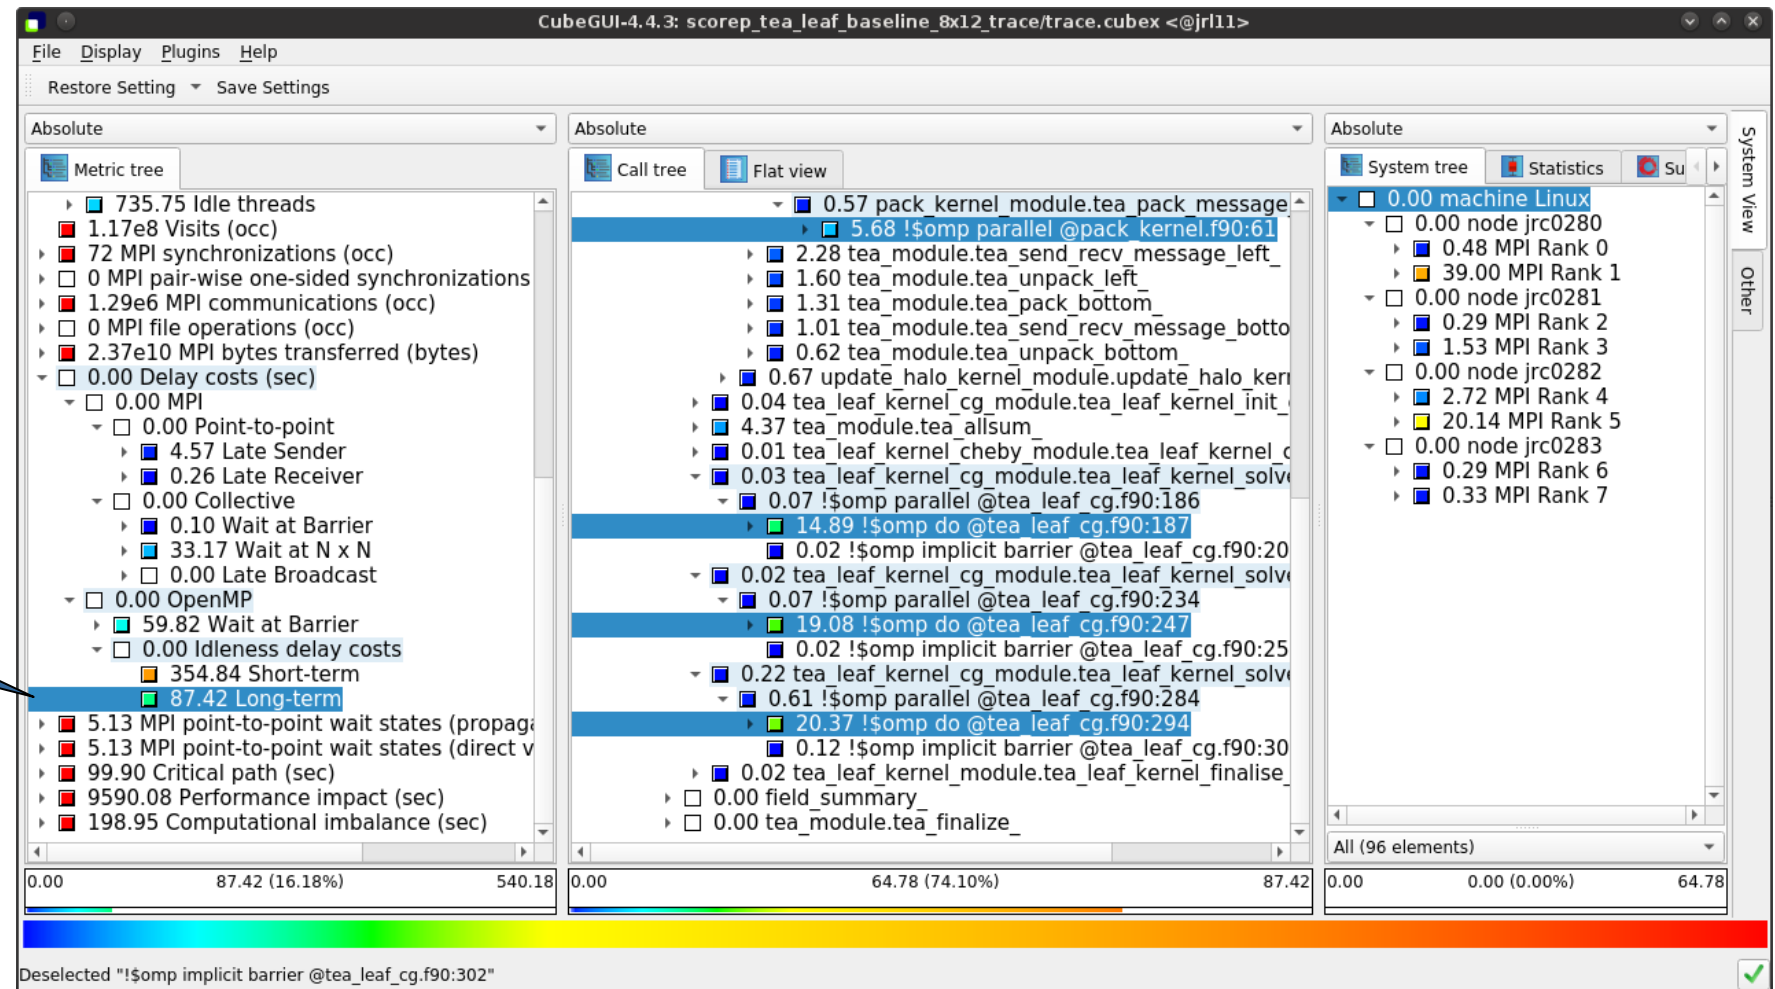 CubeGUI-4.4.3: scorep_tea_leaf_baseline_8x12_trace/trace.cubex <@jrl11>
File Display Plugins Help
Restore Setting Save Settings
Absolute
Metric tree
735.75 Idle threads
1.17e8 Visits (occ)
72 MPI synchronizations (occ)
0 MPI pair-wise one-sided synchronizations
1.29e6 MPI communications (occ)
0 MPI file operations (occ)
2.37e10 MPI bytes transferred (bytes)
0.00 Delay costs (sec)
0.00 MPI
0.00 Point-to-point
4.57 Late Sender
0.26 Late Receiver
0.00 Collective
0.10 Wait at Barrier
33.17 Wait at N x N
0.00 Late Broadcast
0.00 OpenMP
59.82 Wait at Barrier
0.00 Idleness delay costs
354.84 Short-term
87.42 Long-term
5.13 MPI point-to-point wait states (propag
5.13 MPI point-to-point wait states (direct v
99.90 Critical path (sec)
9590.08 Performance impact (sec)
198.95 Computational imbalance (sec)
0.00 87.42 (16.18%) 540.18
Absolute
Call tree Flat view
0.57 pack_kernel_module.tea_pack_message_
5.68 !$omp parallel @pack_kernel.f90:61
2.28 tea_module.tea_send_recv_message_left_
1.60 tea_module.tea_unpack_left_
1.31 tea_module.tea_pack_bottom_
1.01 tea_module.tea_send_recv_message_botto
0.62 tea_module.tea_unpack_bottom_
0.67 update_halo_kernel_module.update_halo_ker
0.04 tea_leaf_kernel_cg_module.tea_leaf_kernel_init_
4.37 tea_module.tea_allsum_
0.01 tea_leaf_kernel_cheby_module.tea_leaf_kernel_c
0.03 tea_leaf_kernel_cg_module.tea_leaf_kernel_solv
0.07 !$omp parallel @tea_leaf_cg.f90:186
14.89 !$omp do @tea_leaf_cg.f90:187
0.02 !$omp implicit barrier @tea_leaf_cg.f90:20
0.02 tea_leaf_kernel_cg_module.tea_leaf_kernel_solv
0.07 !$omp parallel @tea_leaf_cg.f90:234
19.08 !$omp do @tea_leaf_cg.f90:247
0.02 !$omp implicit barrier @tea_leaf_cg.f90:25
0.22 tea_leaf_kernel_cg_module.tea_leaf_kernel_solv
0.61 !$omp parallel @tea_leaf_cg.f90:284
20.37 !$omp do @tea_leaf_cg.f90:294
0.12 !$omp implicit barrier @tea_leaf_cg.f90:30
0.02 tea_leaf_kernel_module.tea_leaf_kernel_finalise_
0.00 field_summary_
0.00 tea_module.tea_finalize_
0.00 64.78 (74.10%) 87.42
Absolute
System tree Statistics Su
0.00 machine Linux
0.00 node jrc0280
0.48 MPI Rank 0
39.00 MPI Rank 1
0.00 node jrc0281
0.29 MPI Rank 2
1.53 MPI Rank 3
0.00 node jrc0282
2.72 MPI Rank 4
20.14 MPI Rank 5
0.00 node jrc0283
0.29 MPI Rank 6
0.33 MPI Rank 7
All (96 elements)
0.00 0.00 (0.00%) 64.78
System View
Other
Deselected "!$omp implicit barrier @tea_leaf_cg.f90:302"